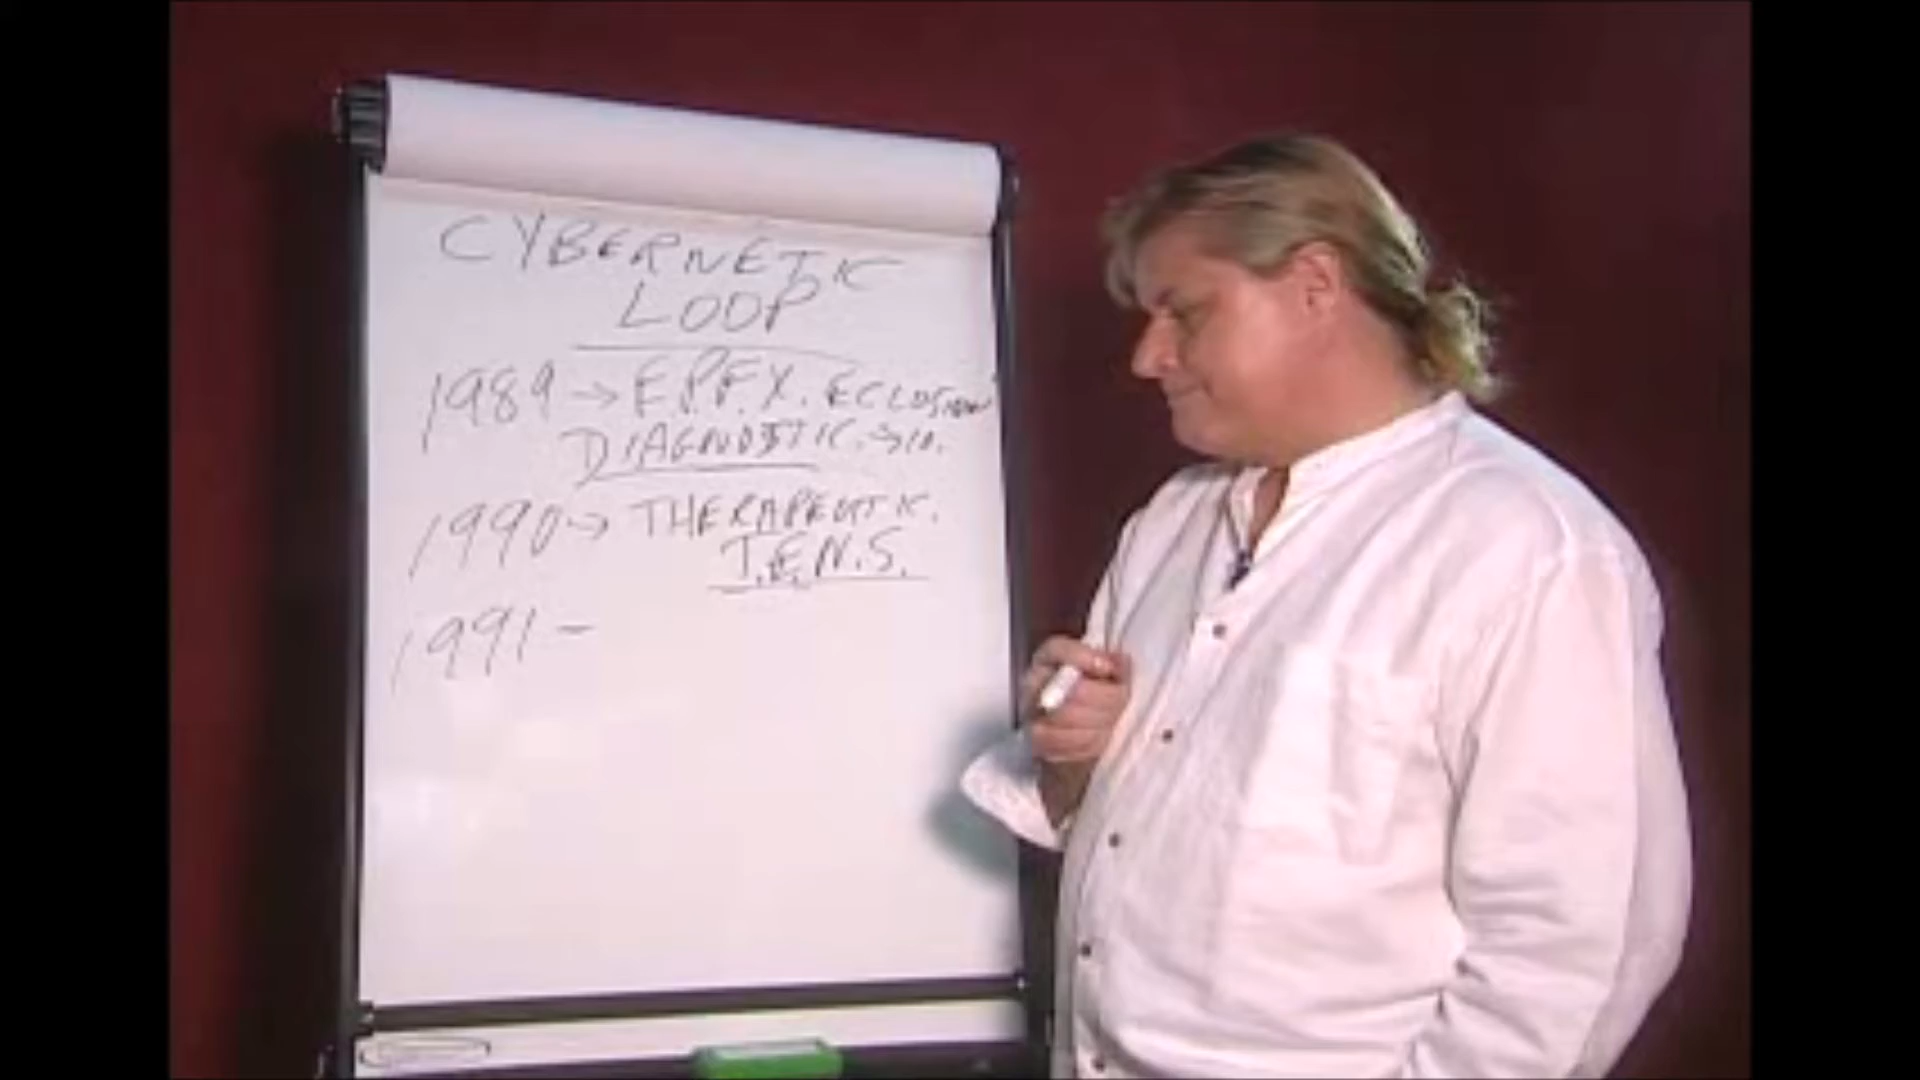 CYBERNETIC
LOOP
1989 → E.P.F.X. ECLOSION
DIAGNOSTIC.
1990 → THERAPEUTIC.
T.E.N.S.
1991 -